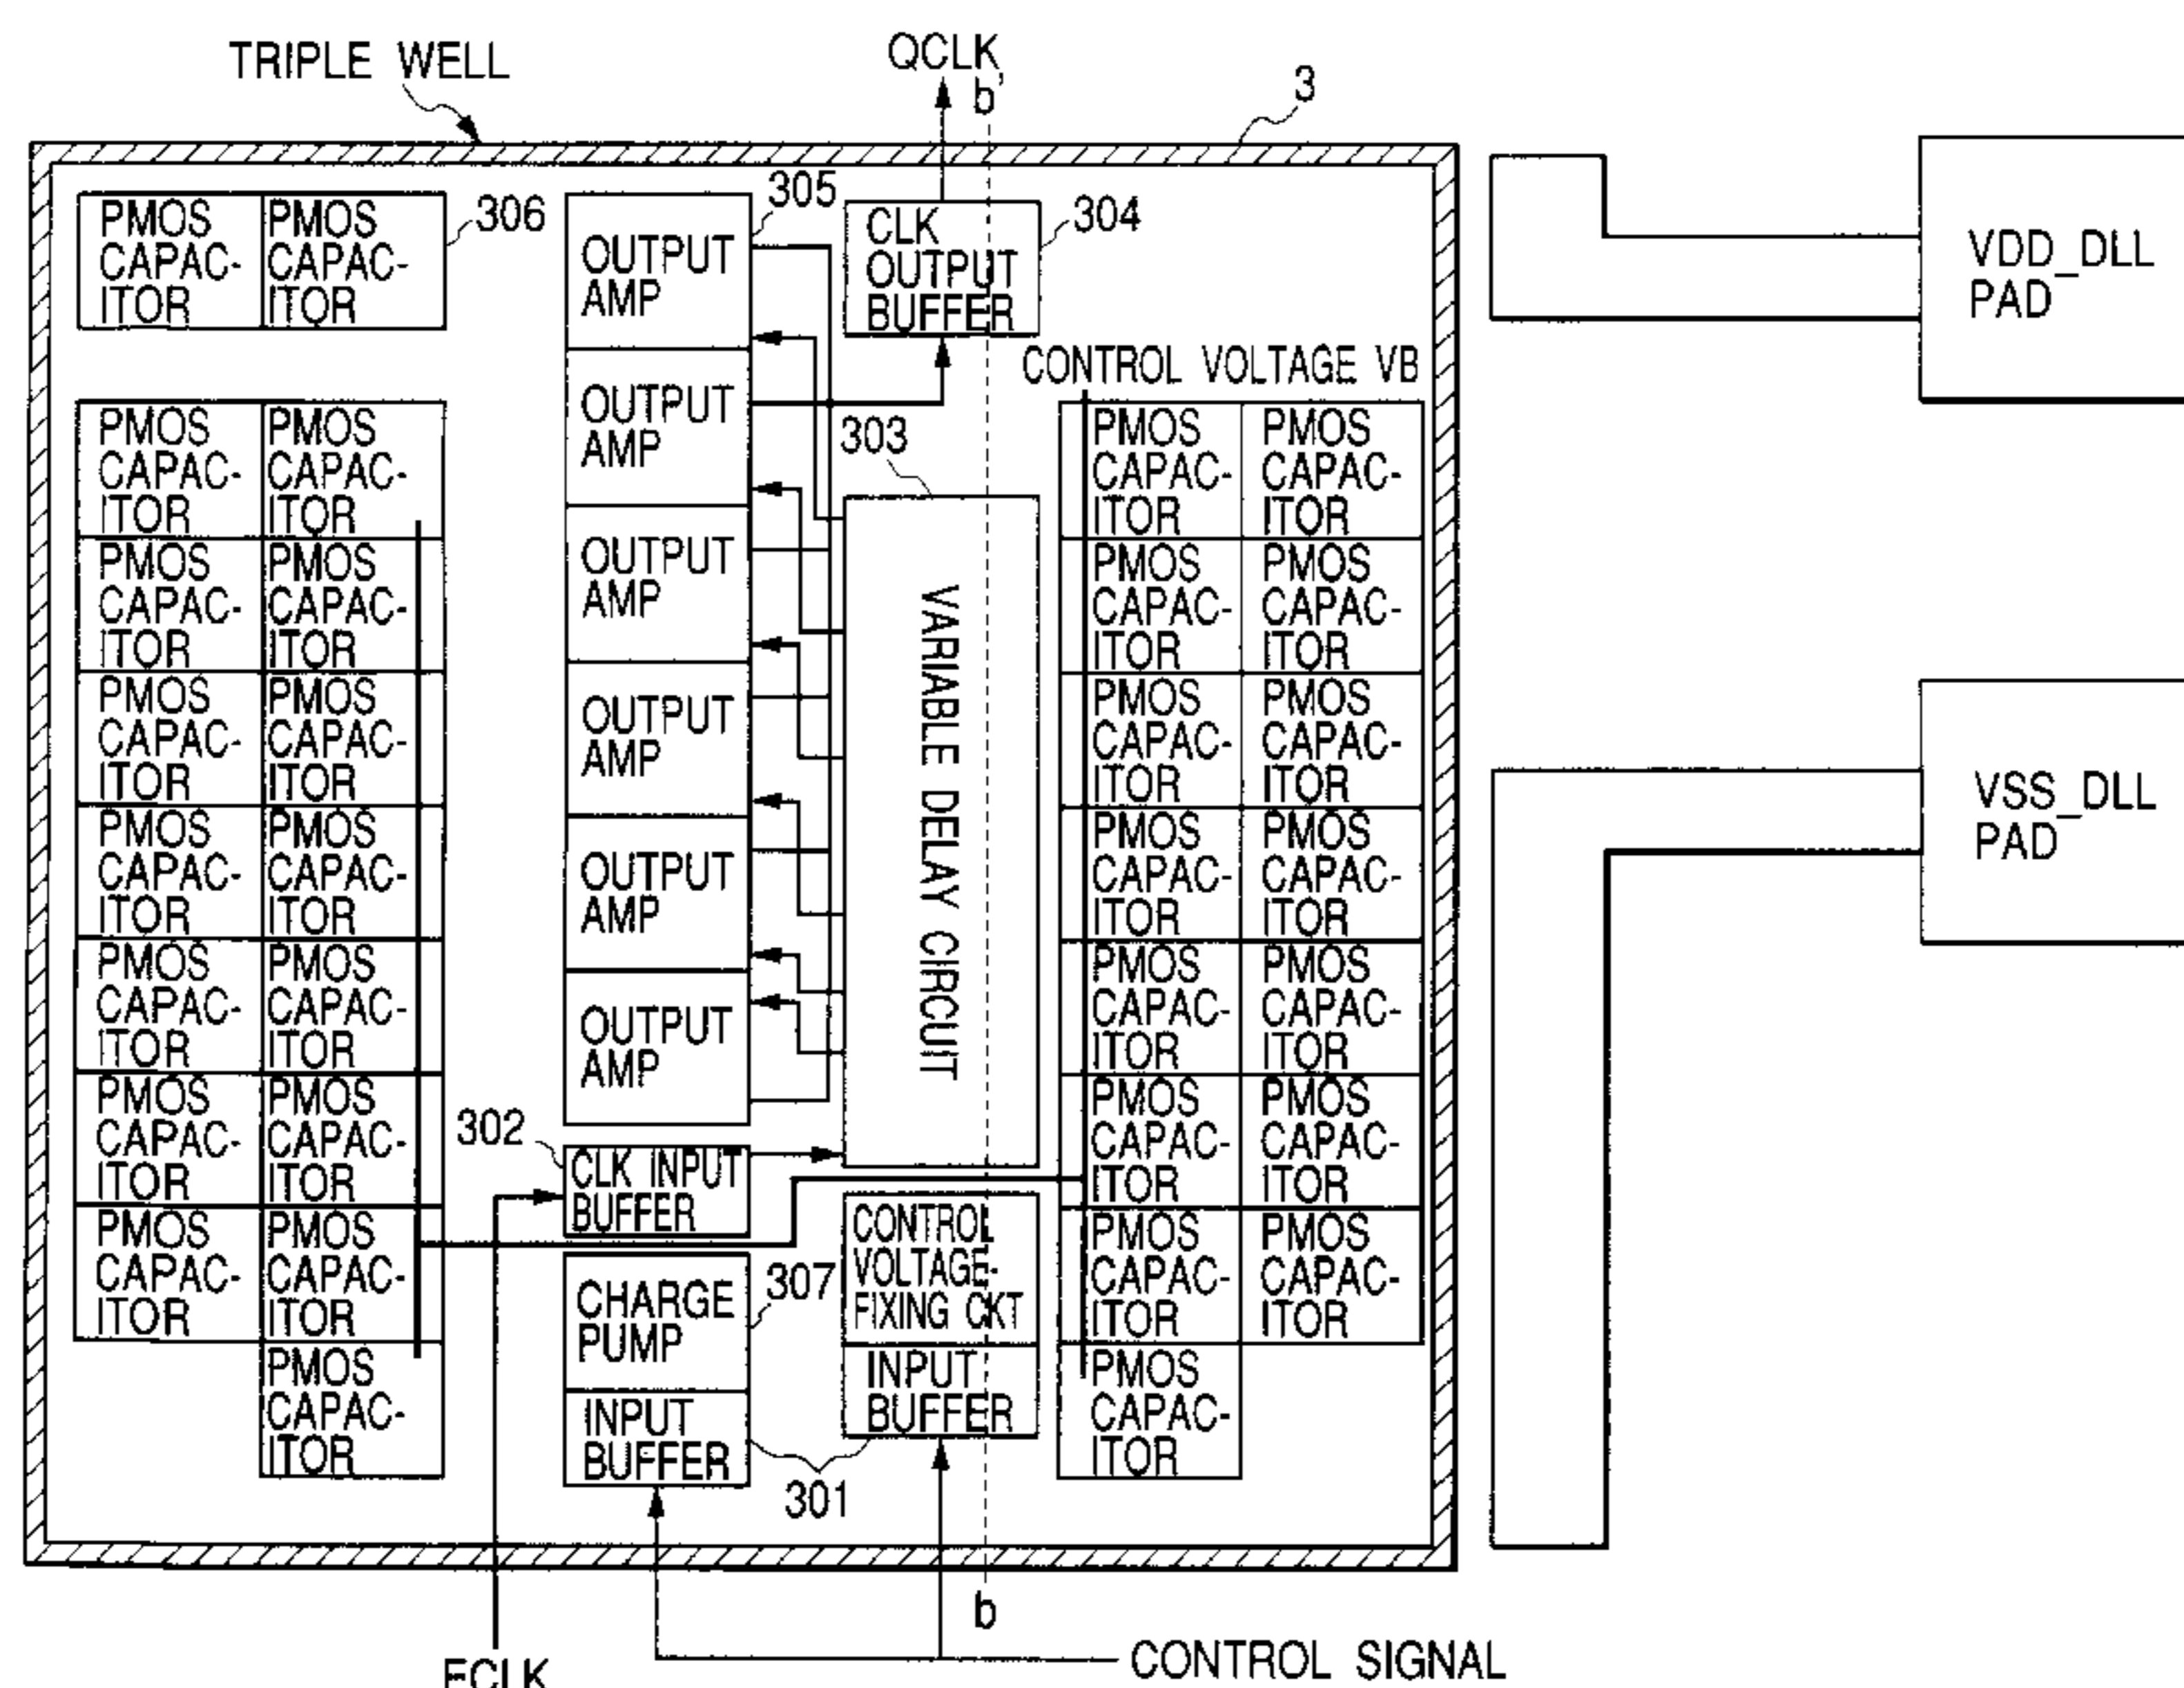 TRIPLE WELL
QCLK
b'
3
PMOS
CAPAC-
ITOR
PMOS
CAPAC-
ITOR
306
305
OUTPUT
AMP
CLK
OUTPUT
BUFFER
304
VDD_DLL
PAD
CONTROL VOLTAGE VB
OUTPUT
AMP
303
OUTPUT
AMP
OUTPUT
AMP
OUTPUT
AMP
OUTPUT
AMP
VARIABLE DELAY CIRCUIT
PMOS
CAPAC-
ITOR
PMOS
CAPAC-
ITOR
PMOS
CAPAC-
ITOR
PMOS
CAPAC-
ITOR
PMOS
CAPAC-
ITOR
PMOS
CAPAC-
ITOR
PMOS
CAPAC-
ITOR
PMOS
CAPAC-
ITOR
PMOS
CAPAC-
ITOR
PMOS
CAPAC-
ITOR
PMOS
CAPAC-
ITOR
PMOS
CAPAC-
ITOR
PMOS
CAPAC-
ITOR
PMOS
CAPAC-
ITOR
PMOS
CAPAC-
ITOR
PMOS
CAPAC-
ITOR
PMOS
CAPAC-
ITOR
PMOS
CAPAC-
ITOR
PMOS
CAPAC-
ITOR
PMOS
CAPAC-
ITOR
PMOS
CAPAC-
ITOR
PMOS
CAPAC-
ITOR
PMOS
CAPAC-
ITOR
PMOS
CAPAC-
ITOR
PMOS
CAPAC-
ITOR
PMOS
CAPAC-
ITOR
PMOS
CAPAC-
ITOR
PMOS
CAPAC-
ITOR
PMOS
CAPAC-
ITOR
PMOS
CAPAC-
ITOR
VSS_DLL
PAD
302
CLK INPUT
BUFFER
CHARGE
PUMP
307
INPUT
BUFFER
CONTROL
VOLTAGE-
FIXING CKT
INPUT
BUFFER
301
b
CONTROL SIGNAL
ECLK